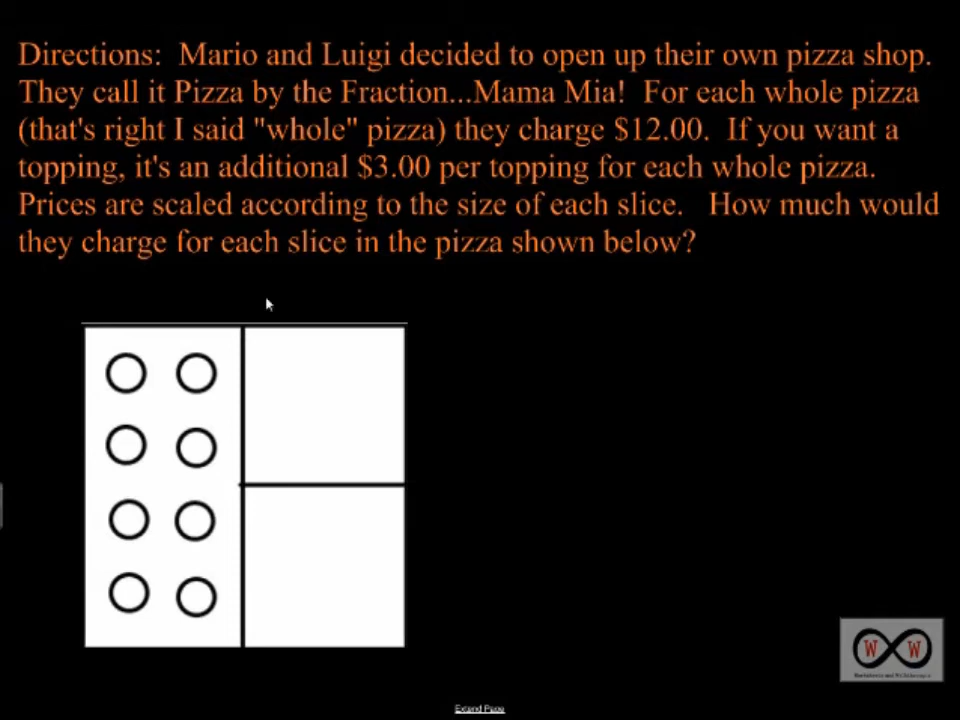 Directions:  Mario and Luigi decided to open up their own pizza shop.
They call it Pizza by the Fraction...Mama Mia!  For each whole pizza
(that's right I said "whole" pizza) they charge $12.00.  If you want a
topping, it's an additional $3.00 per topping for each whole pizza.
Prices are scaled according to the size of each slice.   How much would
they charge for each slice in the pizza shown below?
W W
Extend Page